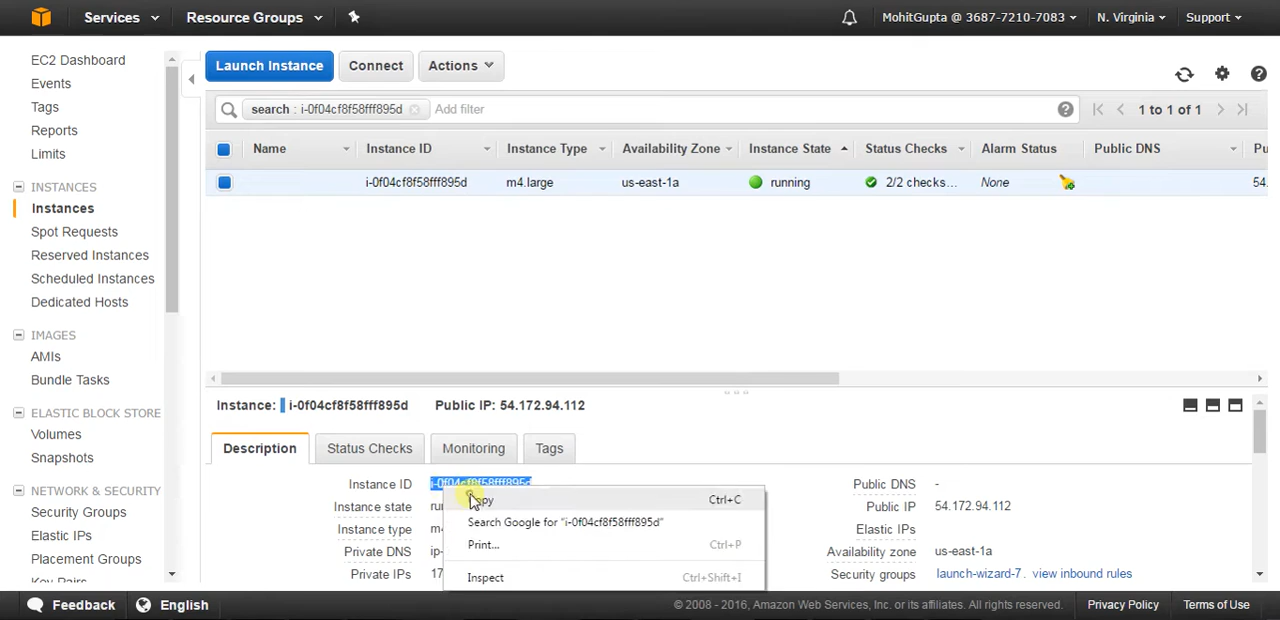 Services Resource Groups MohitGupta @ 3687-7210-7083 N. Virginia Support
EC2 Dashboard
Events
Tags
Reports
Limits
INSTANCES
Instances
Spot Requests
Reserved Instances
Scheduled Instances
Dedicated Hosts
IMAGES
AMIs
Bundle Tasks
ELASTIC BLOCK STORE
Volumes
Snapshots
NETWORK & SECURITY
Security Groups
Elastic IPs
Placement Groups
Key Pairs
Launch Instance Connect Actions
search : i-0f04cf8f58fff895d Add filter 1 to 1 of 1
Name Instance ID Instance Type Availability Zone Instance State Status Checks Alarm Status Public DNS Pu
i-0f04cf8f58fff895d m4.large us-east-1a running 2/2 checks... None 54.
Instance: i-0f04cf8f58fff895d Public IP: 54.172.94.112
Description Status Checks Monitoring Tags
Instance ID i-0f04cf8f58fff895d Public DNS -
Instance state Public IP 54.172.94.112
Instance type Elastic IPs
Private DNS ip- Availability zone us-east-1a
Private IPs 17 Security groups launch-wizard-7. view inbound rules
Copy Ctrl+C
Search Google for "i-0f04cf8f58fff895d"
Print... Ctrl+P
Inspect Ctrl+Shift+I
Feedback English © 2008 - 2016, Amazon Web Services, Inc. or its affiliates. All rights reserved. Privacy Policy Terms of Use